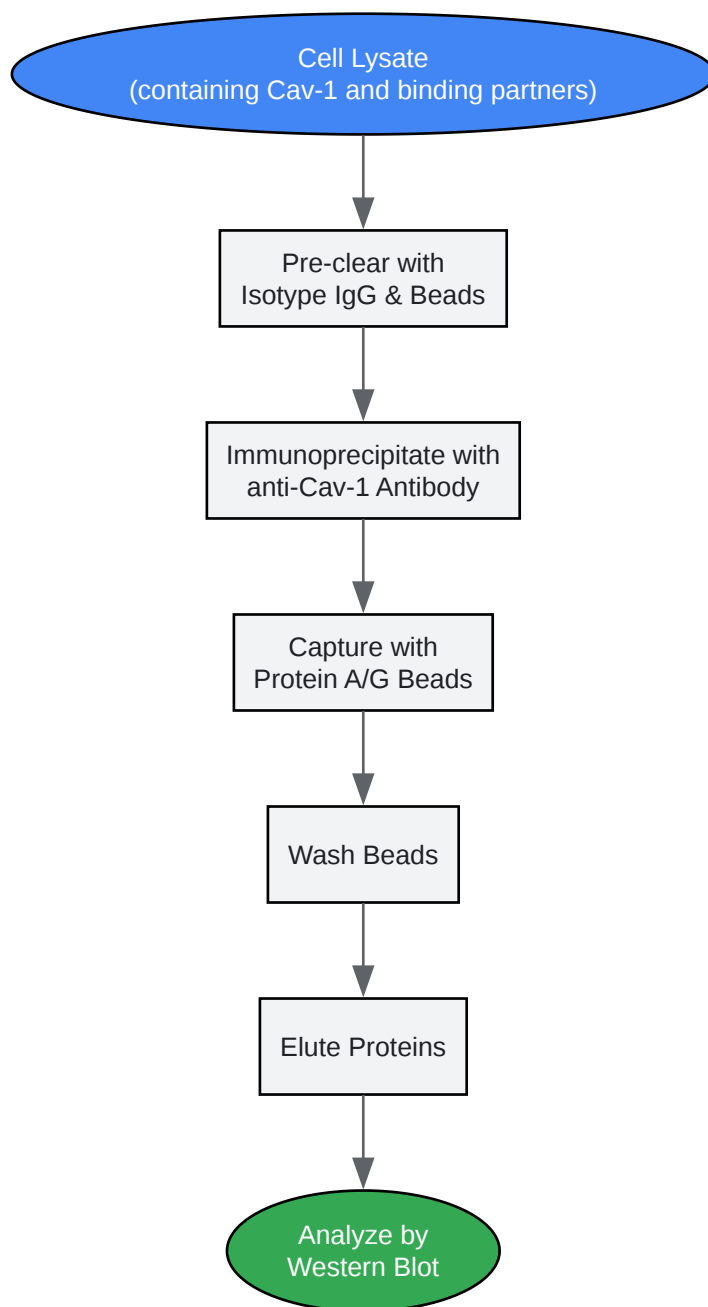 Cell Lysate
(containing Cav-1 and binding partners)
Pre-clear with
Isotype IgG & Beads
Immunoprecipitate with
anti-Cav-1 Antibody
Capture with
Protein A/G Beads
Wash Beads
Elute Proteins
Analyze by
Western Blot